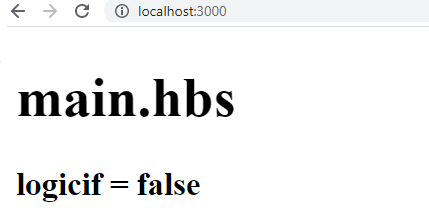 localhost:3000
main.hbs
logicif = false